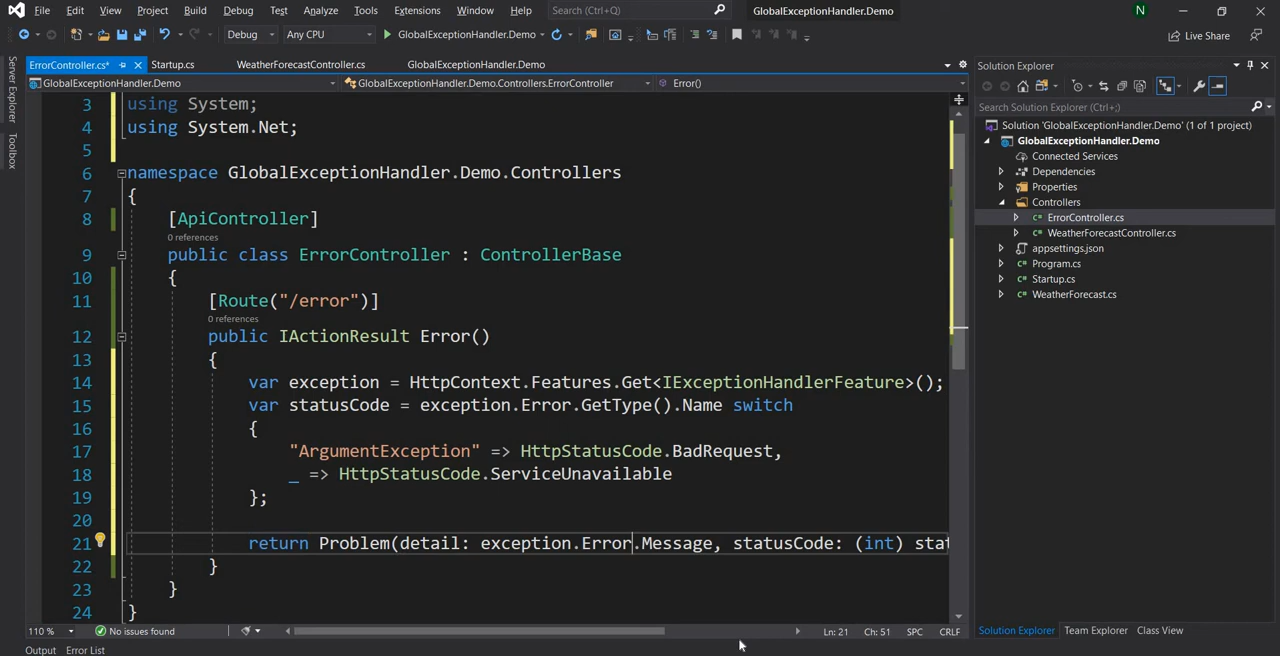 File Edit View Project Build Debug Test Analyze Tools Extensions Window Help Search (Ctrl+Q) GlobalExceptionHandler.Demo N
Debug Any CPU GlobalExceptionHandler.Demo Live Share
ErrorController.cs* Startup.cs WeatherForecastController.cs GlobalExceptionHandler.Demo
GlobalExceptionHandler.Demo GlobalExceptionHandler.Demo.Controllers.ErrorController Error()
Server Explorer
Toolbox
3 using System;
4 using System.Net;
5
6 namespace GlobalExceptionHandler.Demo.Controllers
7 {
8 [ApiController]
0 references
9 public class ErrorController : ControllerBase
10 {
11 [Route("/error")]
0 references
12 public IActionResult Error()
13 {
14 var exception = HttpContext.Features.Get<IExceptionHandlerFeature>();
15 var statusCode = exception.Error.GetType().Name switch
16 {
17 "ArgumentException" => HttpStatusCode.BadRequest,
18 _ => HttpStatusCode.ServiceUnavailable
19 };
20
21 return Problem(detail: exception.Error.Message, statusCode: (int) stat
22 }
23 }
24 }
110 % No issues found Ln: 21 Ch: 51 SPC CRLF
Output Error List
Solution Explorer
Search Solution Explorer (Ctrl+;)
Solution 'GlobalExceptionHandler.Demo' (1 of 1 project)
GlobalExceptionHandler.Demo
Connected Services
Dependencies
Properties
Controllers
C# ErrorController.cs
C# WeatherForecastController.cs
appsettings.json
C# Program.cs
C# Startup.cs
C# WeatherForecast.cs
Solution Explorer Team Explorer Class View